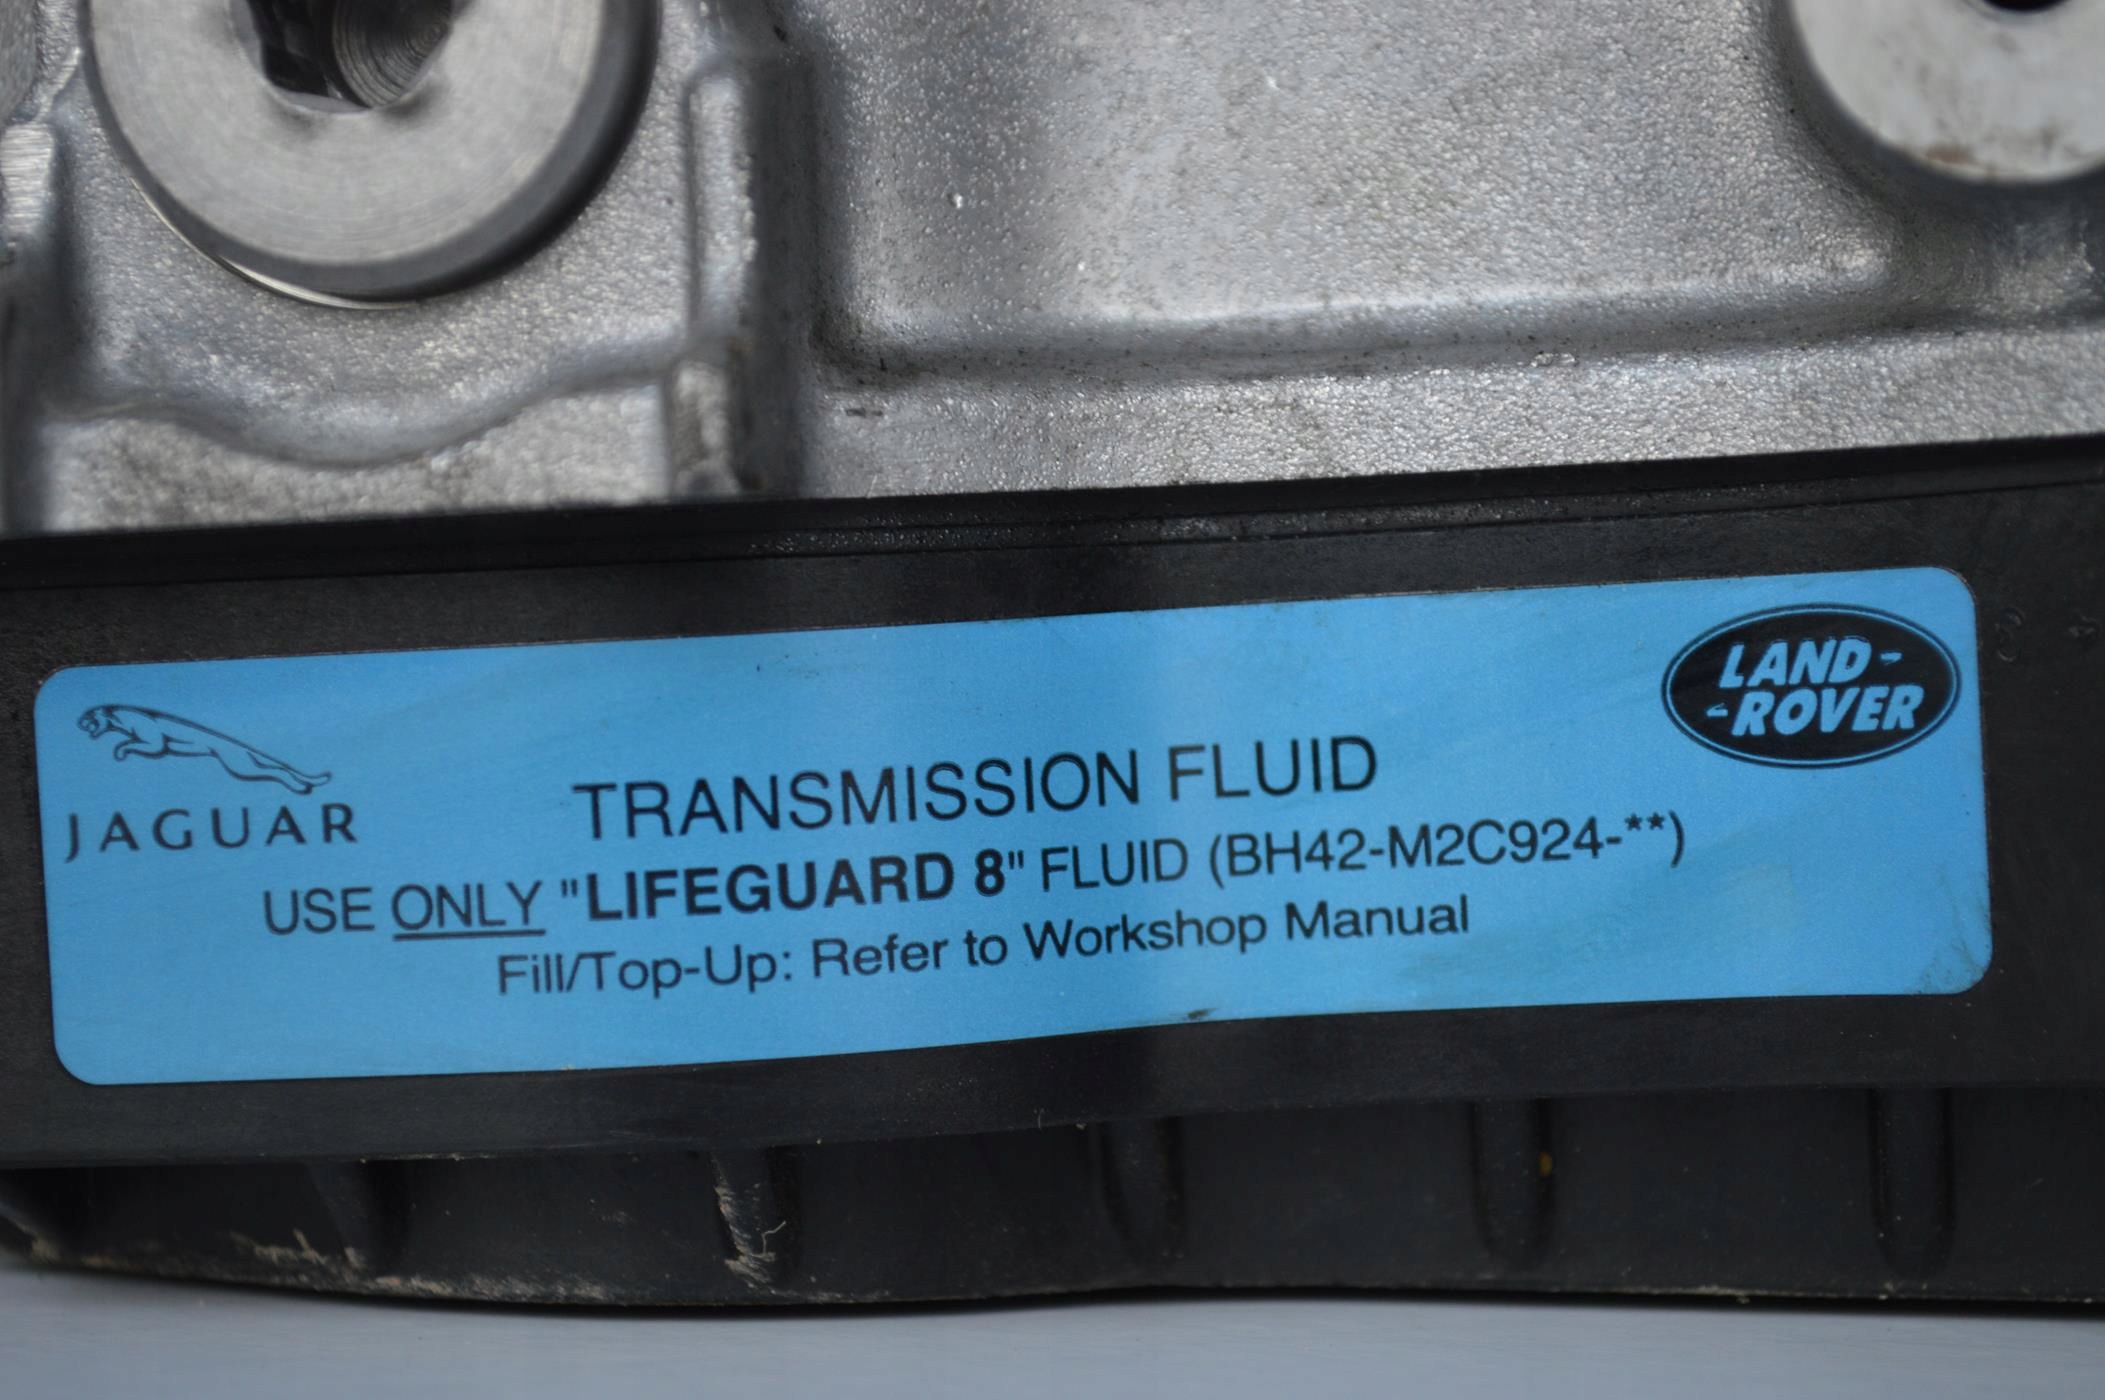 LAND-
-ROVER
JAGUAR
TRANSMISSION FLUID
USE ONLY "LIFEGUARD 8" FLUID (BH42-M2C924-**)
Fill/Top-Up: Refer to Workshop Manual